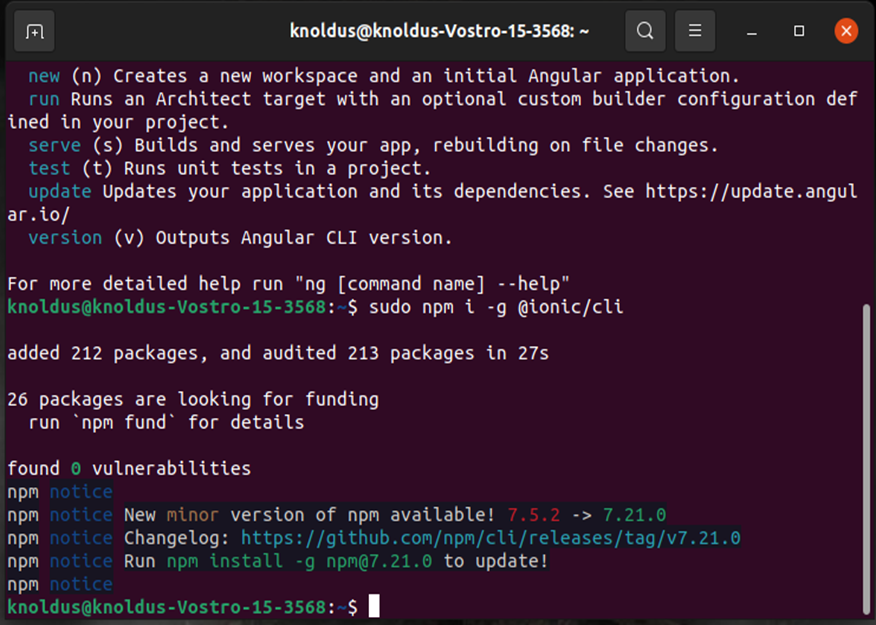 knoldus@knoldus-Vostro-15-3568: ~
new (n) Creates a new workspace and an initial Angular application.
run Runs an Architect target with an optional custom builder configuration def
ined in your project.
serve (s) Builds and serves your app, rebuilding on file changes.
test (t) Runs unit tests in a project.
update Updates your application and its dependencies. See https://update.angul
ar.io/
version (v) Outputs Angular CLI version.
For more detailed help run "ng [command name] --help"
knoldus@knoldus-Vostro-15-3568:~$ sudo npm i -g @ionic/cli
added 212 packages, and audited 213 packages in 27s
26 packages are looking for funding
run `npm fund` for details
found 0 vulnerabilities
npm notice
npm notice New minor version of npm available! 7.5.2 -> 7.21.0
npm notice Changelog: https://github.com/npm/cli/releases/tag/v7.21.0
npm notice Run npm install -g npm@7.21.0 to update!
npm notice
knoldus@knoldus-Vostro-15-3568:~$